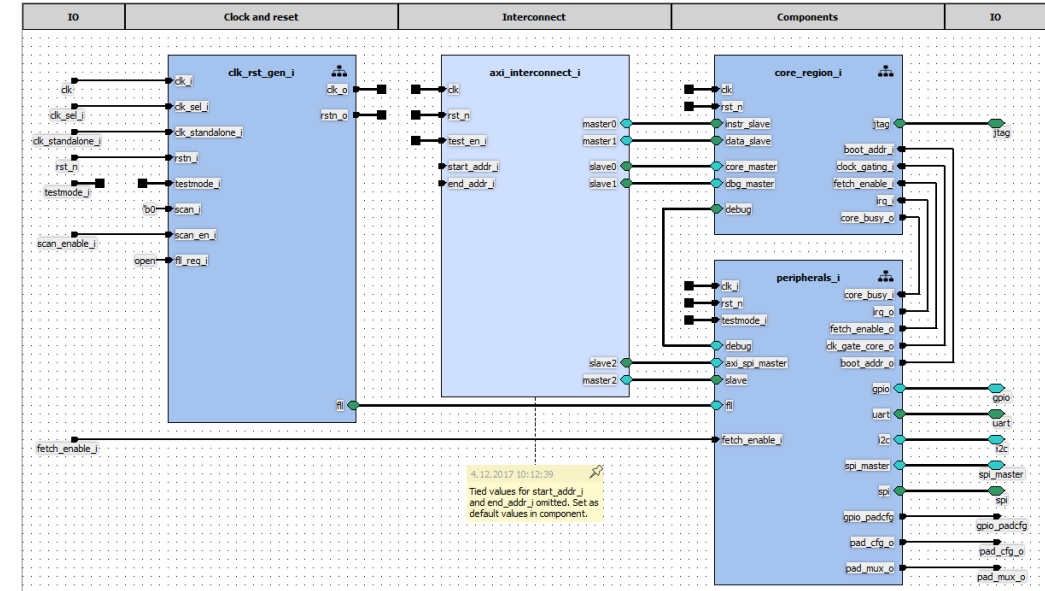 IO
Clock and reset
Interconnect
Components
IO
clk
clk_sel_i
clk_standalone_i
rst_n
testmode_i
scan_enable_i
fetch_enable_i
clk_rst_gen_i
clk_i
clk_sel_i
clk_standalone_i
rstn_i
testmode_i
'b0
scan_i
scan_en_i
open
fll_req_i
clk_o
rstn_o
fll
axi_interconnect_i
clk
rst_n
test_en_i
start_addr_i
end_addr_i
master0
master1
slave0
slave1
slave2
master2
4.12.2017 10:12:39
Tied values for start_addr_i
and end_addr_i omitted. Set as
default values in component.
core_region_i
clk
rst_n
instr_slave
data_slave
core_master
dbg_master
debug
jtag
boot_addr_i
clock_gating_i
fetch_enable_i
irq_i
core_busy_o
peripherals_i
clk_i
rst_n
testmode_i
debug
axi_spi_master
slave
fll
fetch_enable_i
core_busy_i
irq_o
fetch_enable_o
clk_gate_core_o
boot_addr_o
gpio
uart
i2c
spi_master
spi
gpio_padcfg
pad_cfg_o
pad_mux_o
jtag
gpio
uart
i2c
spi_master
spi
gpio_padcfg
pad_cfg_o
pad_mux_o